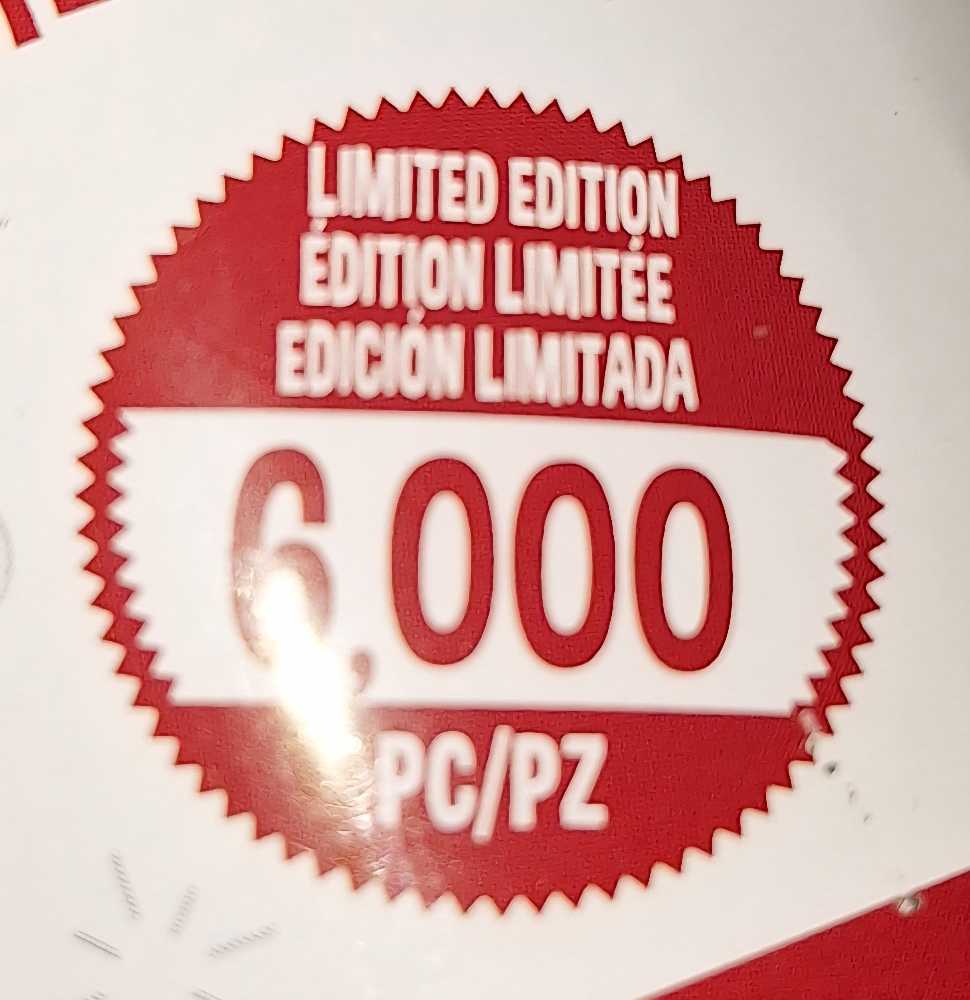 LIMITED EDITION
ÉDITION LIMITÉE
EDICIÓN LIMITADA
6,000
PC/PZ